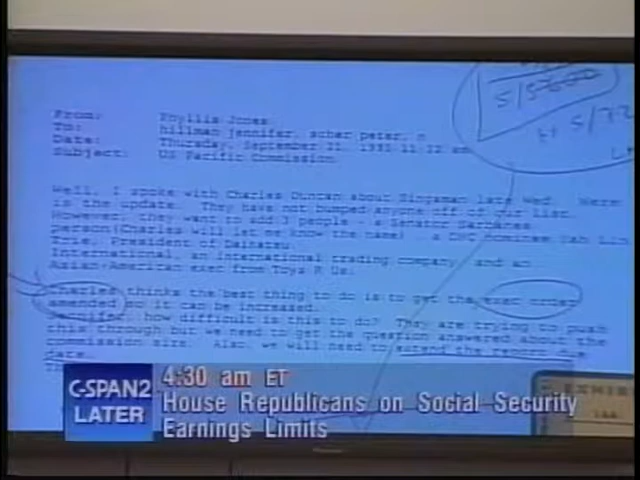 From: Phyllis Jones
To: hillman jennifer, scher peter, n
Date: Thursday, September 21, 1995 11:12 am
Subject: US Pacific Commission
Well, I spoke with Charles Duncan about Bingaman late Wed. Here
is the update. They have not bumped anyone off of our list.
However, they want to add 3 people - a Senator Sarbanes
person(Charles will let me know the name) - a DNC nominee Yah Lin
Trie, President of Daihatsu
International, an international trading company, and an
Asian-American exec from Toys R Us.
Charles thinks the best thing to do is to get the exec order
amended so it can be increased.
Jennifer, how difficult is this to do? They are trying to push
this through but we need to get the question answered about the
commission size. Also, we will need to extend the report due
date.
C-SPAN2
LATER
4:30 am ET
House Republicans on Social Security
Earnings Limits
EXHIBIT